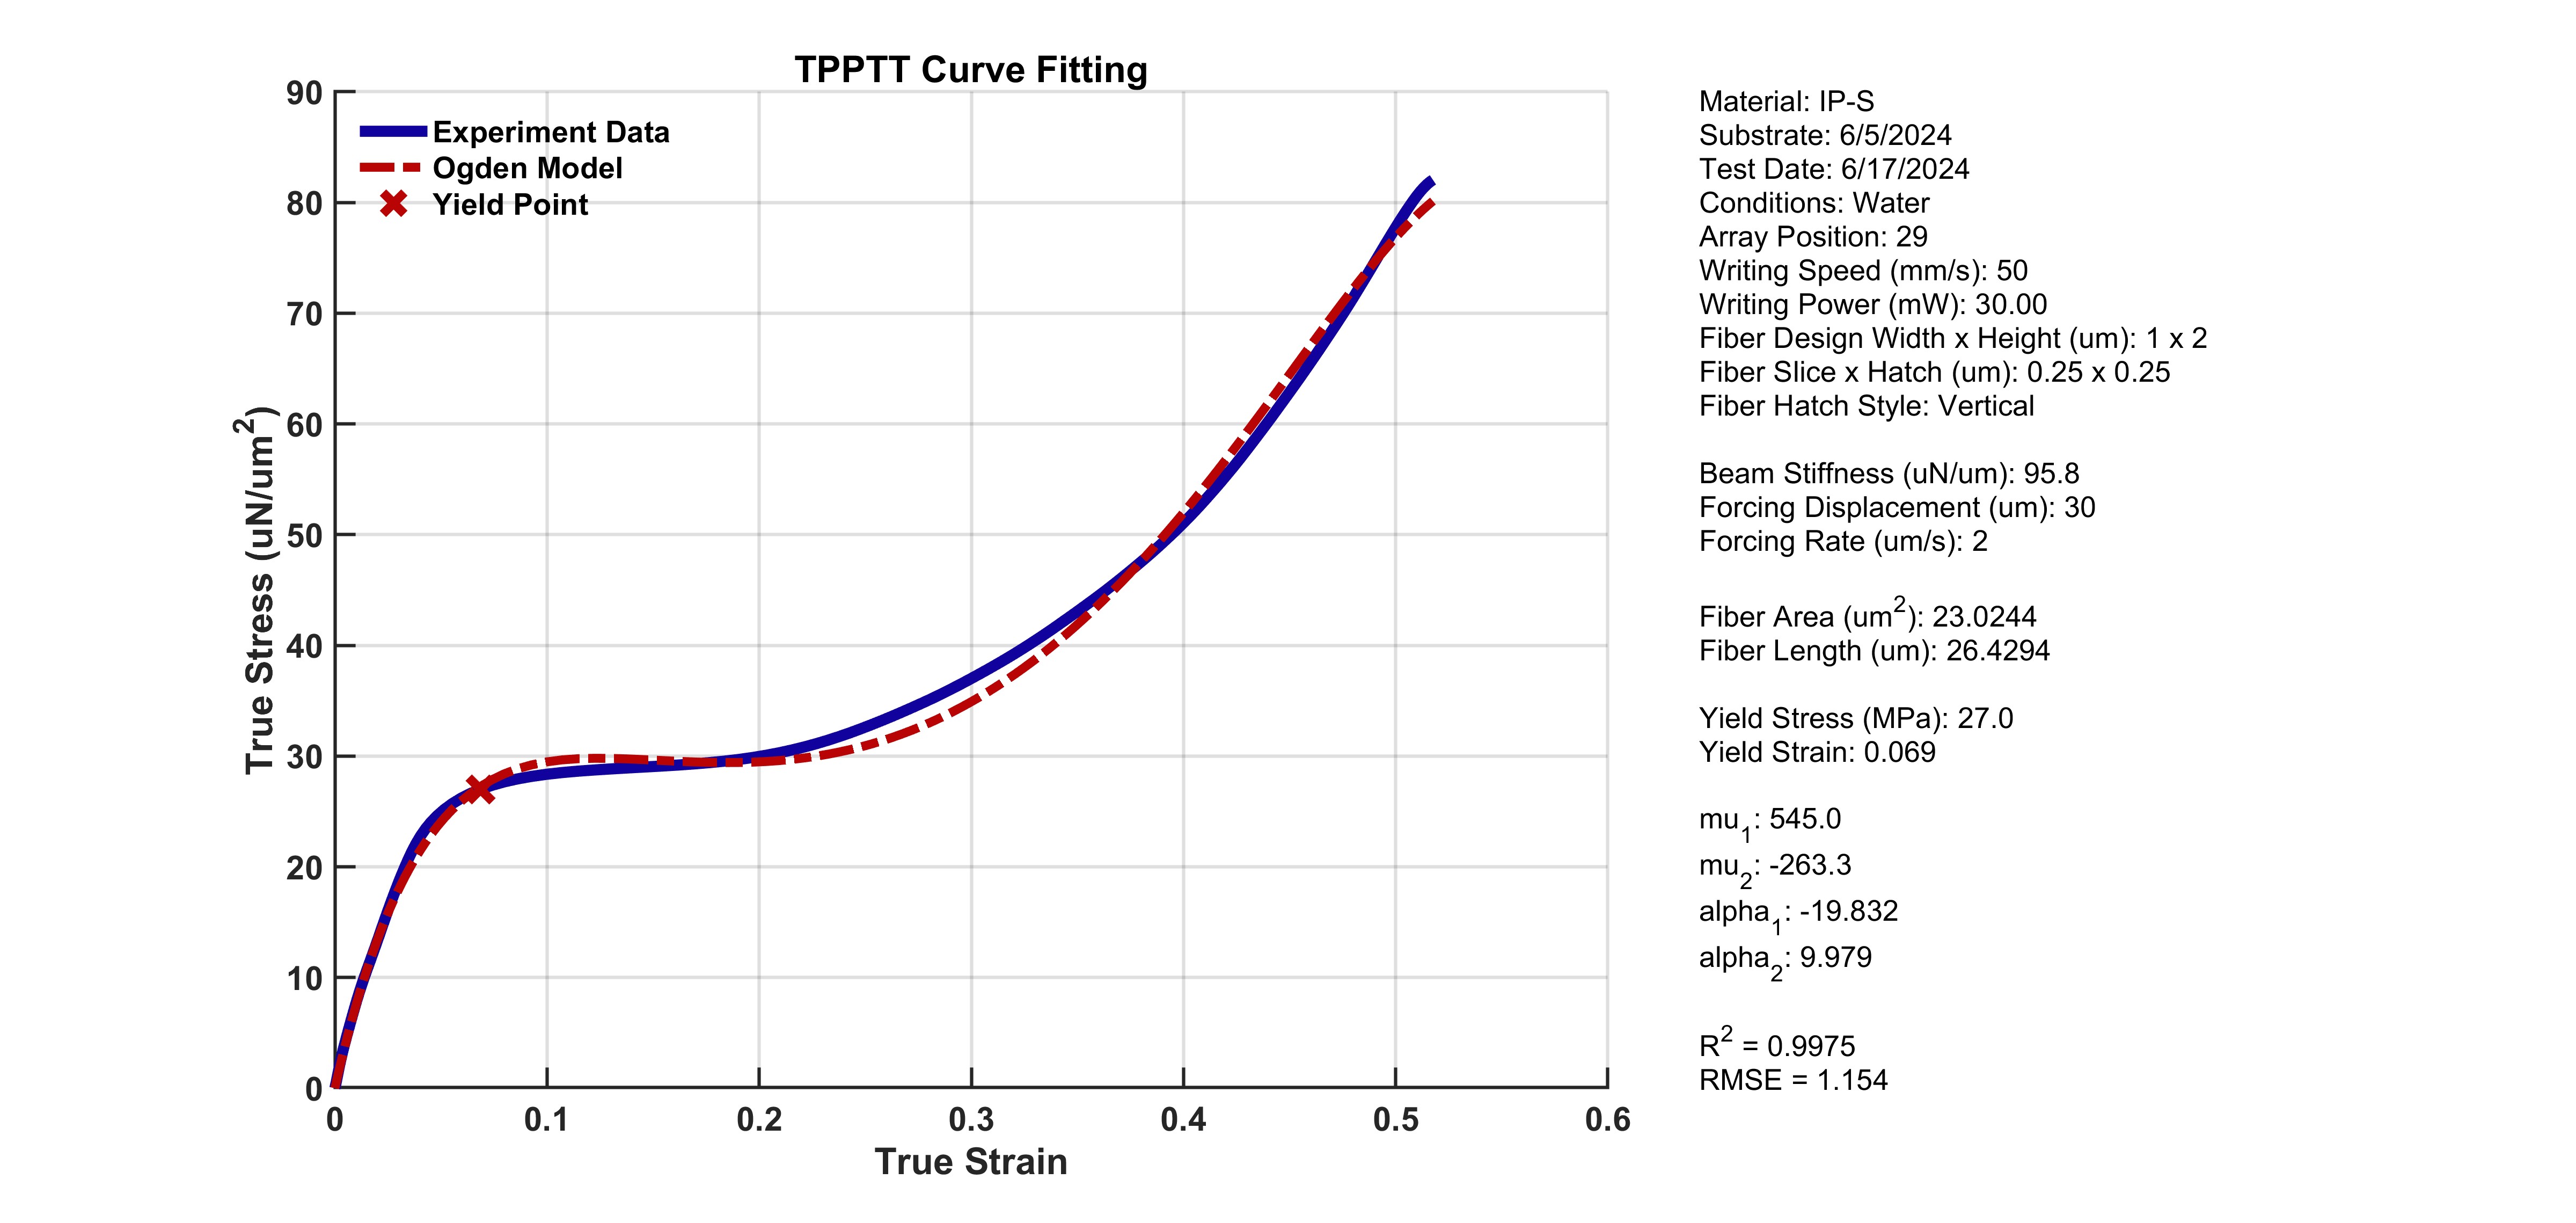 TPPTT Curve Fitting
90
80
70
60
50
40
30
20
10
0
True Stress (uN/um²)
Experiment Data
Ogden Model
Yield Point
0 0.1 0.2 0.3 0.4 0.5 0.6
True Strain
Material: IP-S
Substrate: 6/5/2024
Test Date: 6/17/2024
Conditions: Water
Array Position: 29
Writing Speed (mm/s): 50
Writing Power (mW): 30.00
Fiber Design Width x Height (um): 1 x 2
Fiber Slice x Hatch (um): 0.25 x 0.25
Fiber Hatch Style: Vertical
Beam Stiffness (uN/um): 95.8
Forcing Displacement (um): 30
Forcing Rate (um/s): 2
Fiber Area (um²): 23.0244
Fiber Length (um): 26.4294
Yield Stress (MPa): 27.0
Yield Strain: 0.069
mu₁: 545.0
mu₂: -263.3
alpha₁: -19.832
alpha₂: 9.979
R² = 0.9975
RMSE = 1.154